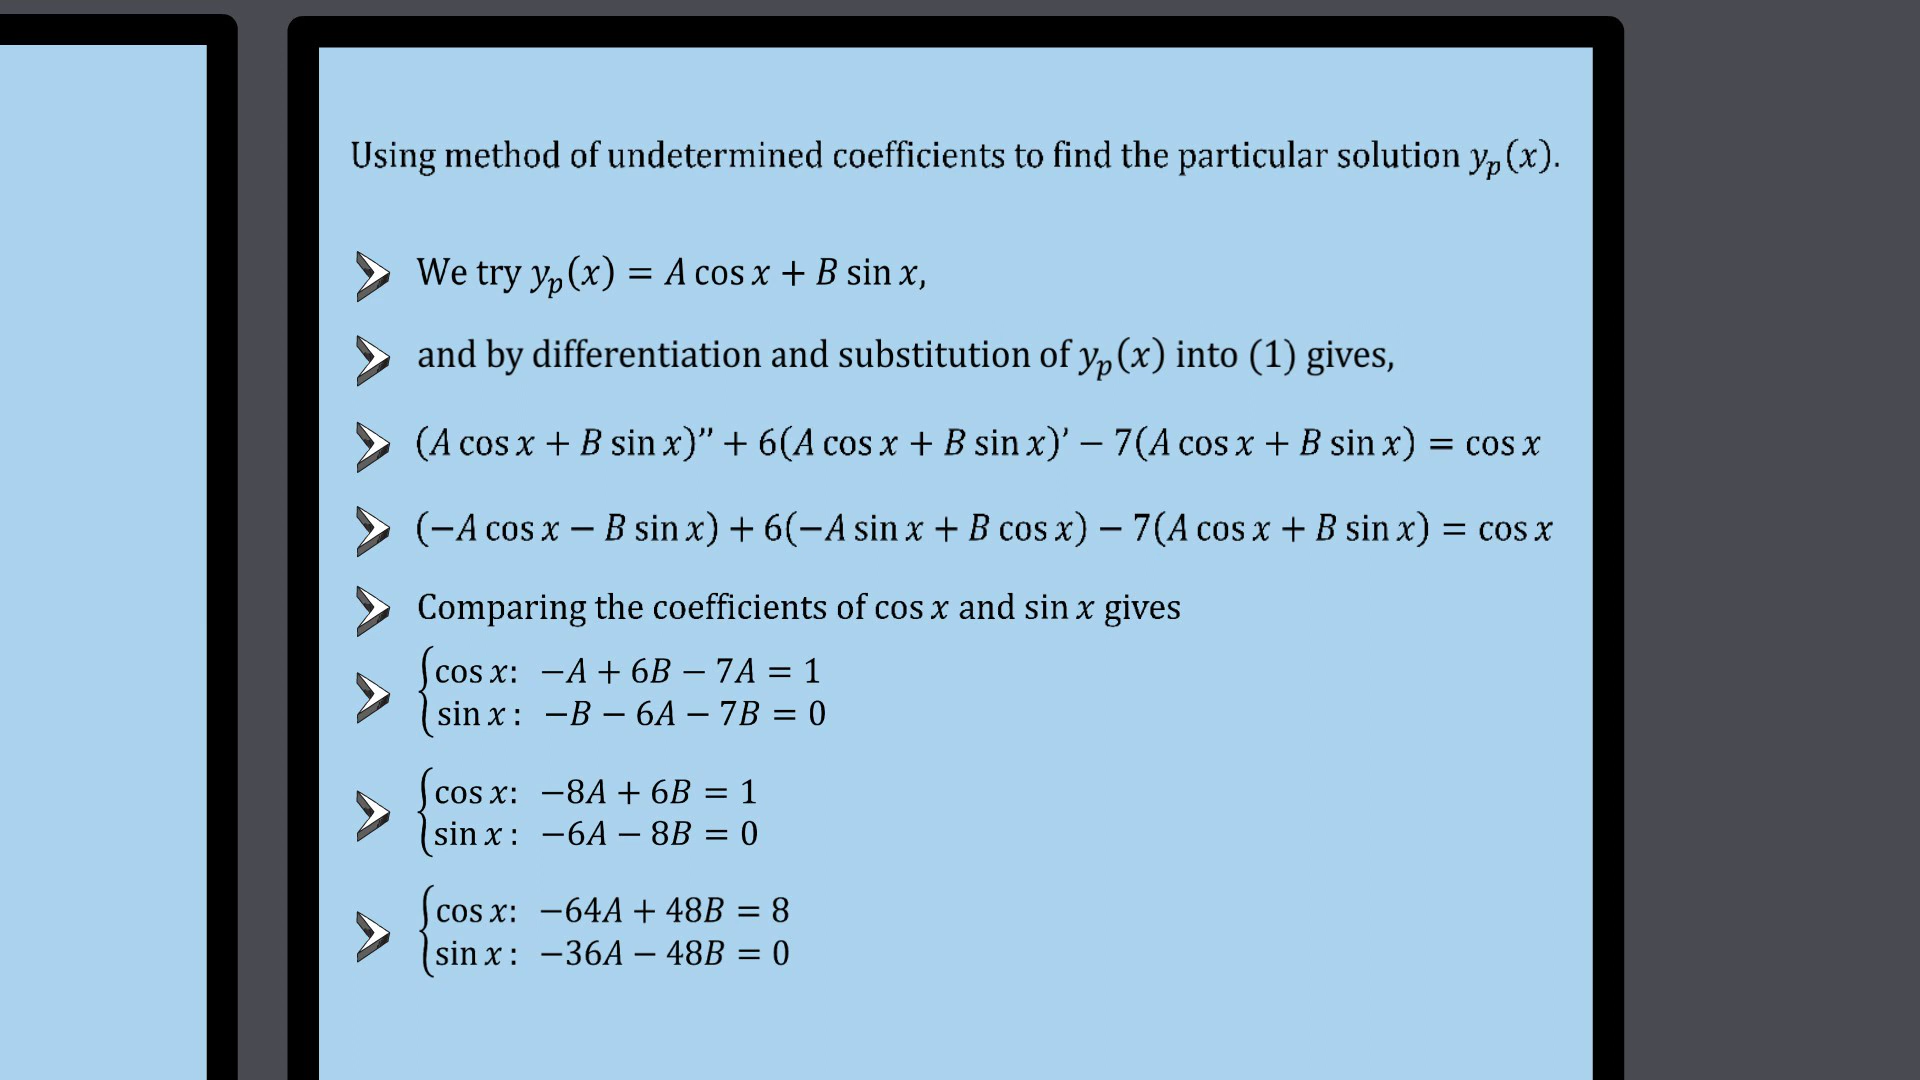 Using method of undetermined coefficients to find the particular solution yₚ(x).
We try yₚ(x) = A cos x + B sin x,
and by differentiation and substitution of yₚ(x) into (1) gives,
(A cos x + B sin x)” + 6(A cos x + B sin x)’ − 7(A cos x + B sin x) = cos x
(−A cos x − B sin x) + 6(−A sin x + B cos x) − 7(A cos x + B sin x) = cos x
Comparing the coefficients of cos x and sin x gives
cos x: −A + 6B − 7A = 1
sin x: −B − 6A − 7B = 0
cos x: −8A + 6B = 1
sin x: −6A − 8B = 0
cos x: −64A + 48B = 8
sin x: −36A − 48B = 0